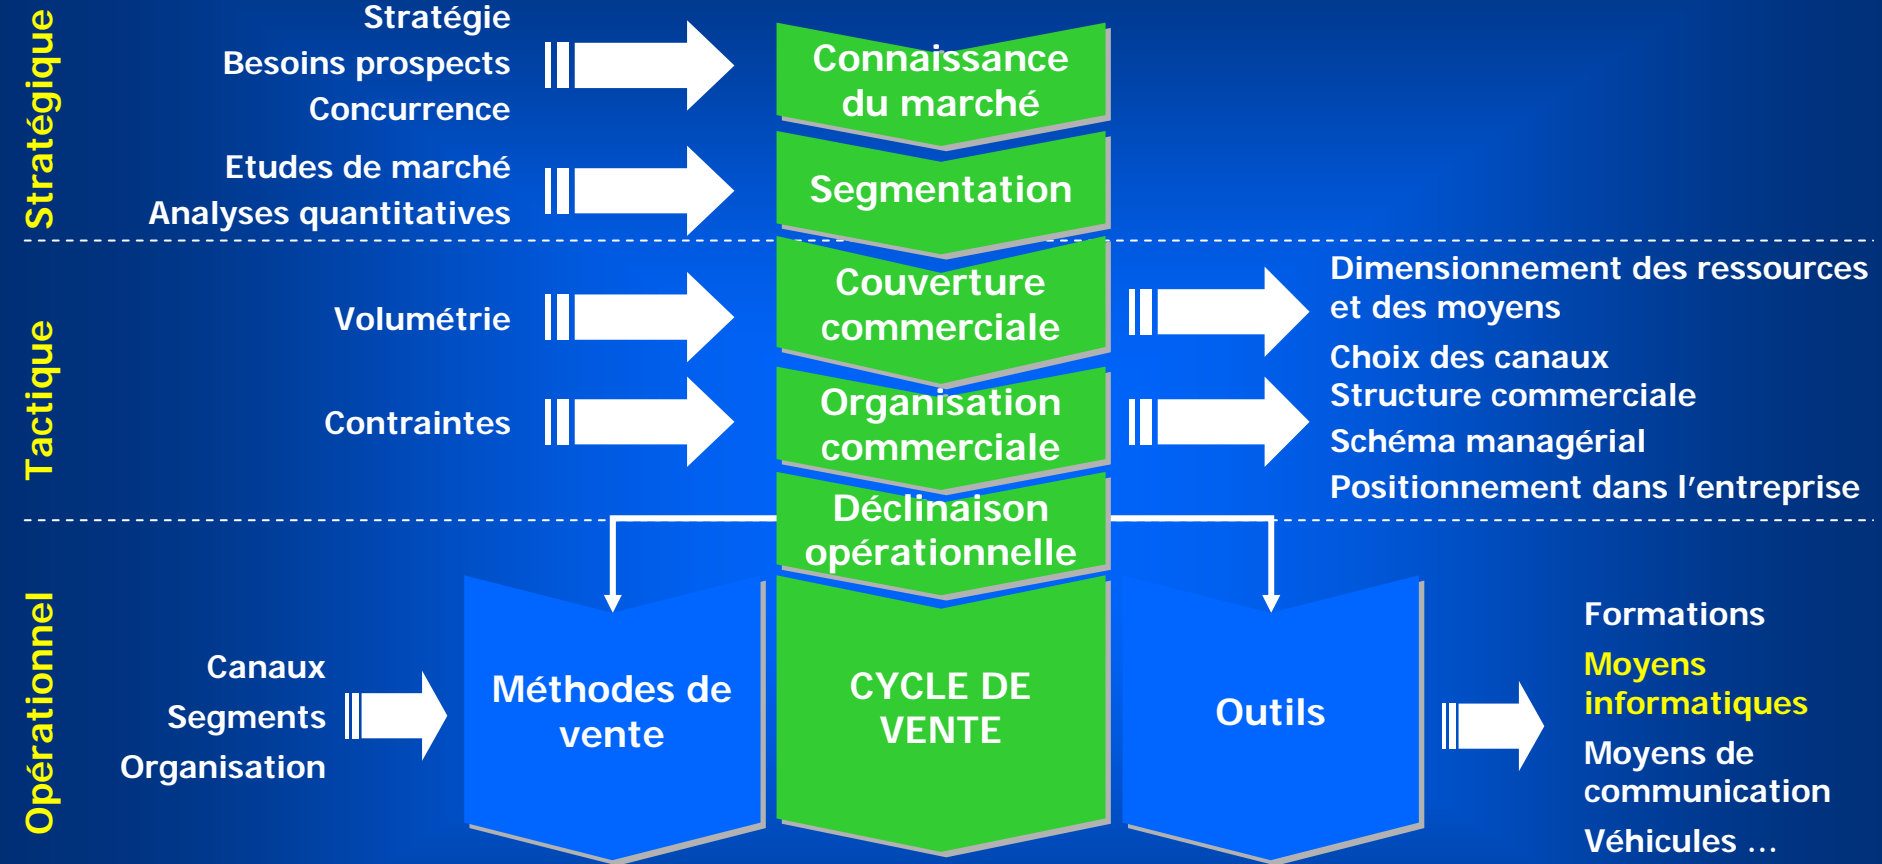 Stratégique
Stratégie
Besoins prospects
Concurrence
Connaissance
du marché
Etudes de marché
Analyses quantitatives
Segmentation
Tactique
Volumétrie
Couverture
commerciale
Dimensionnement des ressources
et des moyens
Choix des canaux
Contraintes
Organisation
commerciale
Structure commerciale
Schéma managérial
Positionnement dans l’entreprise
Déclinaison
opérationnelle
Opérationnel
Canaux
Segments
Organisation
Méthodes de
vente
CYCLE DE
VENTE
Outils
Formations
Moyens
informatiques
Moyens de
communication
Véhicules …